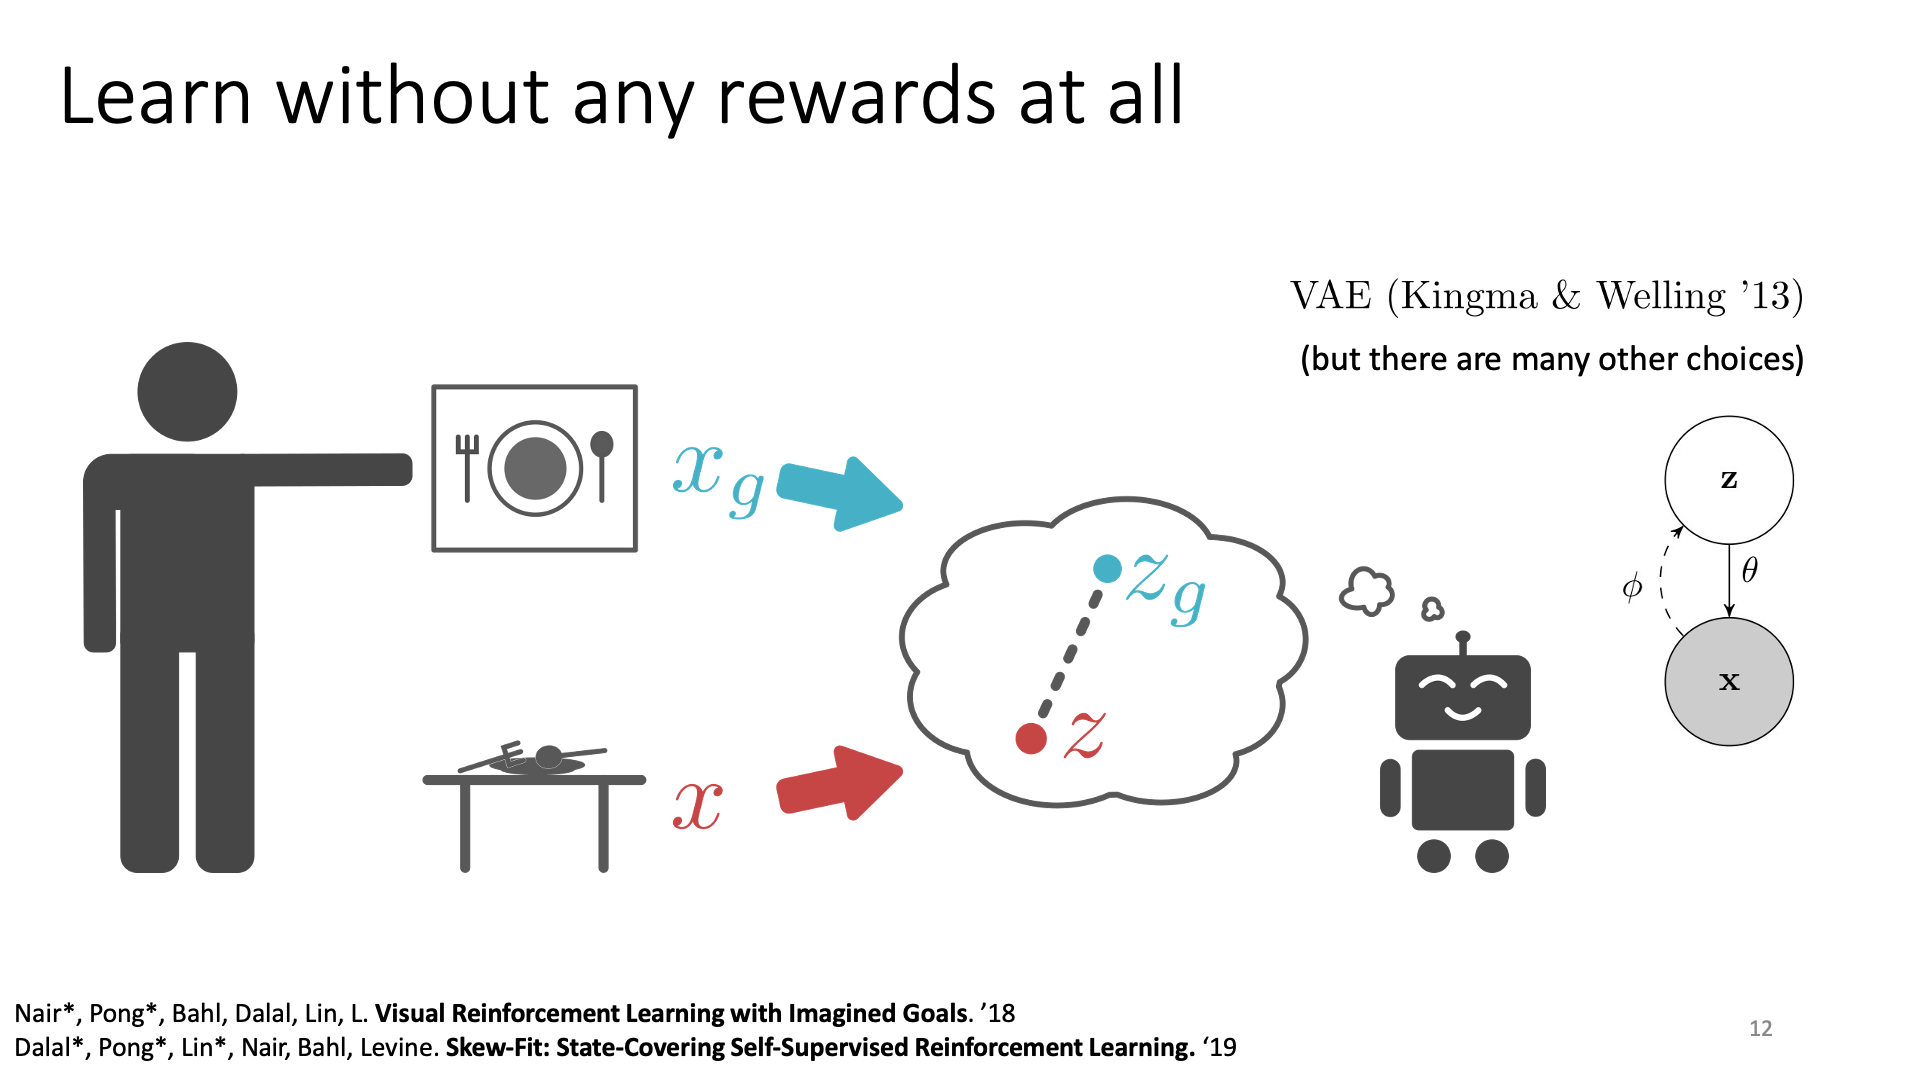 Learn without any rewards at all
VAE (Kingma & Welling ’13)
(but there are many other choices)
x_g
z_g
z
x
z
θ
ϕ
x
Nair*, Pong*, Bahl, Dalal, Lin, L. Visual Reinforcement Learning with Imagined Goals. ’18
Dalal*, Pong*, Lin*, Nair, Bahl, Levine. Skew-Fit: State-Covering Self-Supervised Reinforcement Learning. ‘19
12